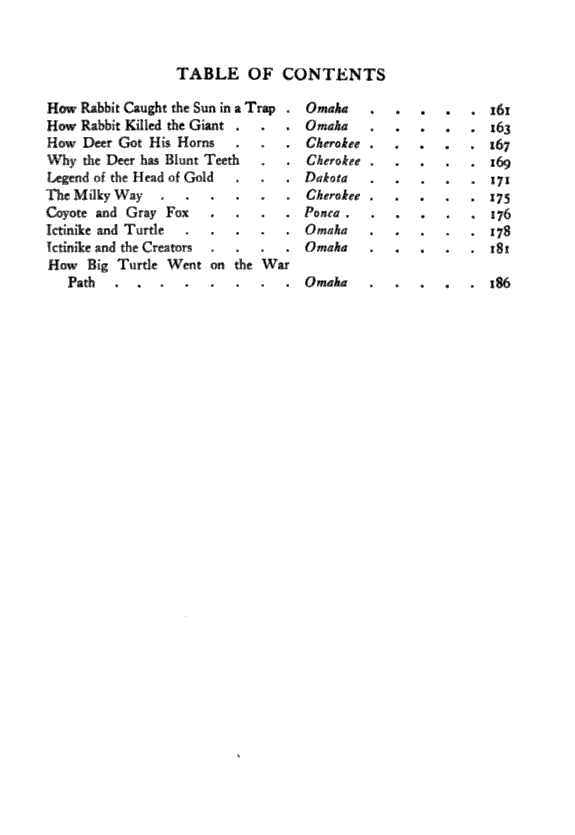 TABLE OF CONTENTS
How Rabbit Caught the Sun in a Trap . Omaha . . . . . 161
How Rabbit Killed the Giant . . . Omaha . . . . . 163
How Deer Got His Horns . . . Cherokee . . . . . 167
Why the Deer has Blunt Teeth . . Cherokee . . . . . 169
Legend of the Head of Gold . . . Dakota . . . . . 171
The Milky Way . . . . . . Cherokee . . . . . 175
Coyote and Gray Fox . . . . Ponca . . . . . . 176
Ictinike and Turtle . . . . . Omaha . . . . . 178
Ictinike and the Creators . . . . Omaha . . . . . 181
How Big Turtle Went on the War
Path . . . . . . . . Omaha . . . . . 186